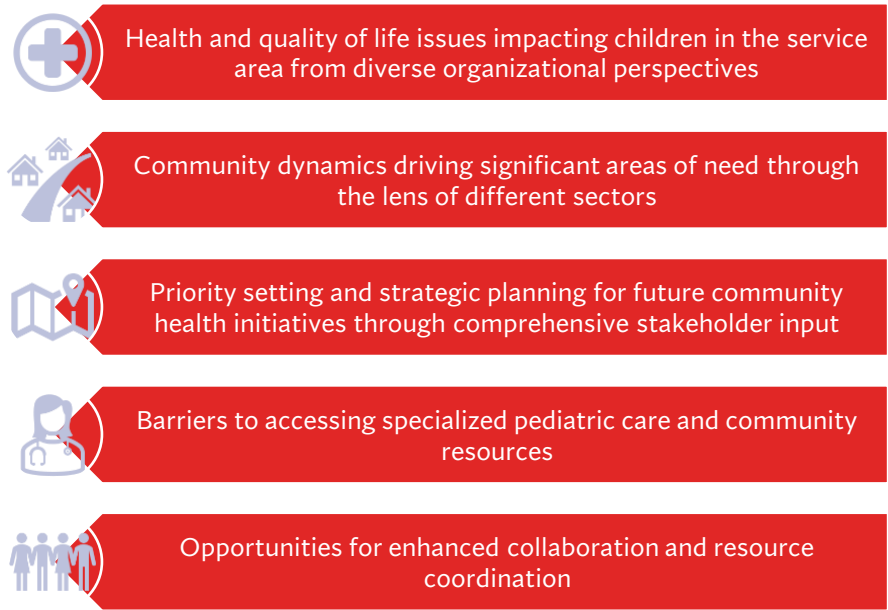 Health and quality of life issues impacting children in the service
area from diverse organizational perspectives
Community dynamics driving significant areas of need through
the lens of different sectors
Priority setting and strategic planning for future community
health initiatives through comprehensive stakeholder input
Barriers to accessing specialized pediatric care and community
resources
Opportunities for enhanced collaboration and resource
coordination